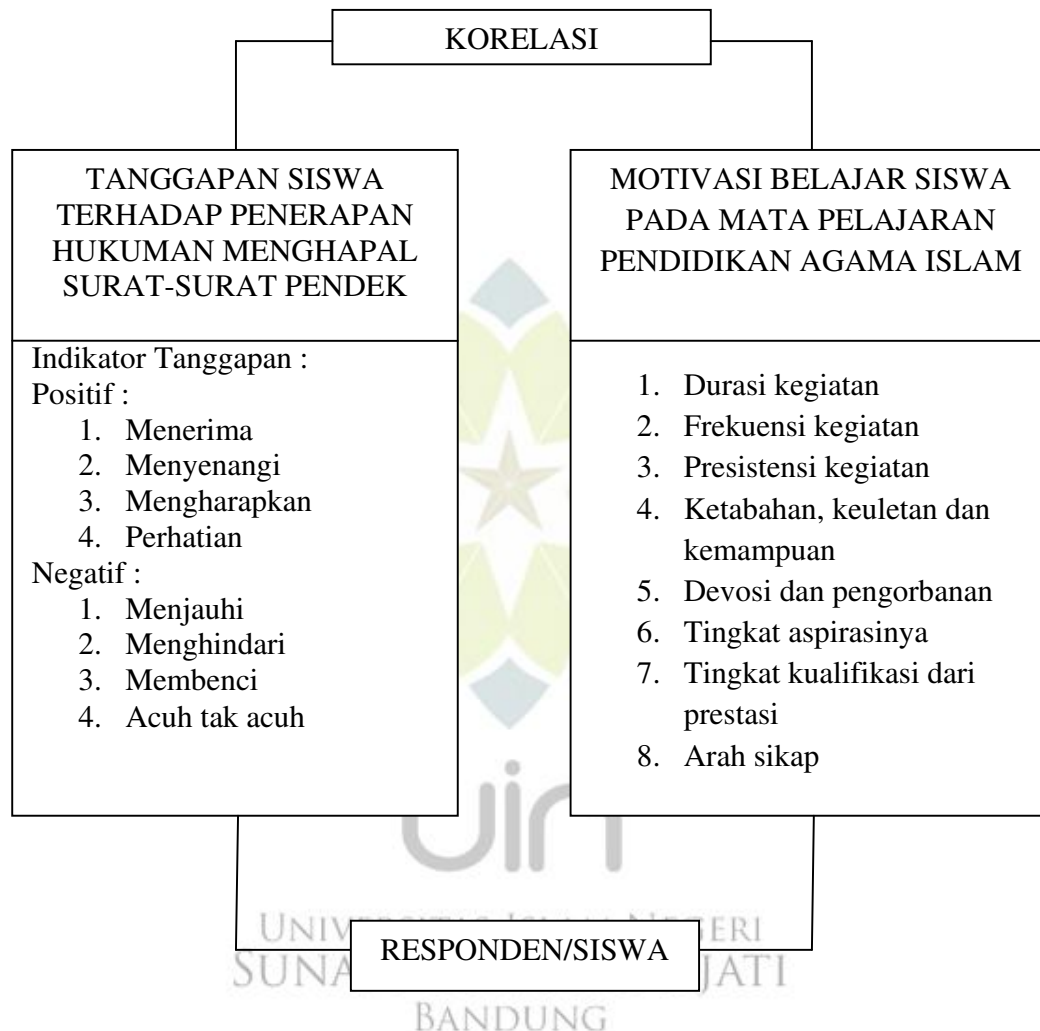 KORELASI
TANGGAPAN SISWA
TERHADAP PENERAPAN
HUKUMAN MENGHAPAL
SURAT-SURAT PENDEK
Indikator Tanggapan :
Positif :
1. Menerima
2. Menyenangi
3. Mengharapkan
4. Perhatian
Negatif :
1. Menjauhi
2. Menghindari
3. Membenci
4. Acuh tak acuh
MOTIVASI BELAJAR SISWA
PADA MATA PELAJARAN
PENDIDIKAN AGAMA ISLAM
1. Durasi kegiatan
2. Frekuensi kegiatan
3. Presistensi kegiatan
4. Ketabahan, keuletan dan
kemampuan
5. Devosi dan pengorbanan
6. Tingkat aspirasinya
7. Tingkat kualifikasi dari
prestasi
8. Arah sikap
RESPONDEN/SISWA
uin
BANDUNG